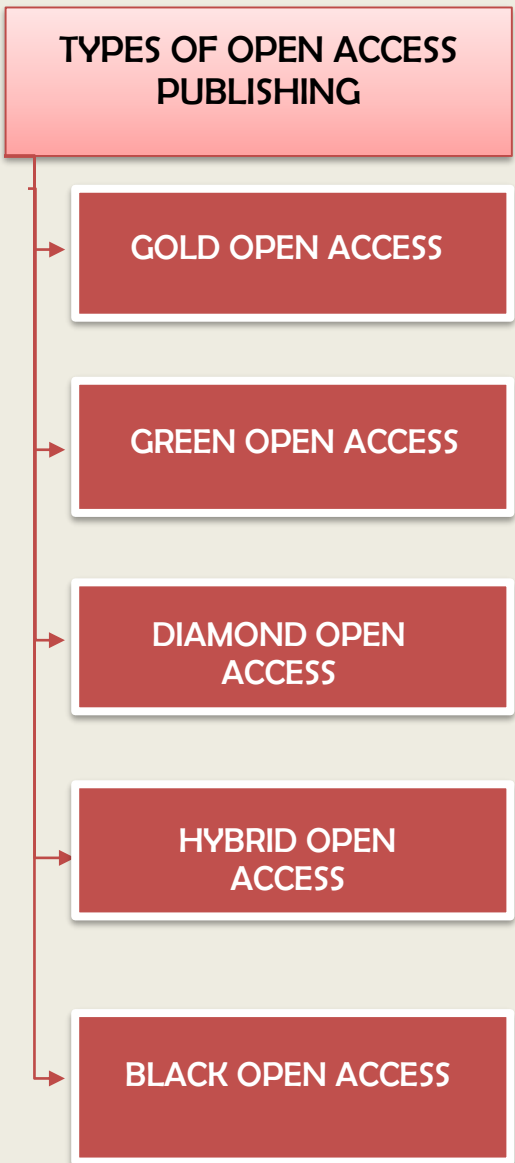 TYPES OF OPEN ACCESS
PUBLISHING
GOLD OPEN ACCESS
GREEN OPEN ACCESS
DIAMOND OPEN
ACCESS
HYBRID OPEN
ACCESS
BLACK OPEN ACCESS